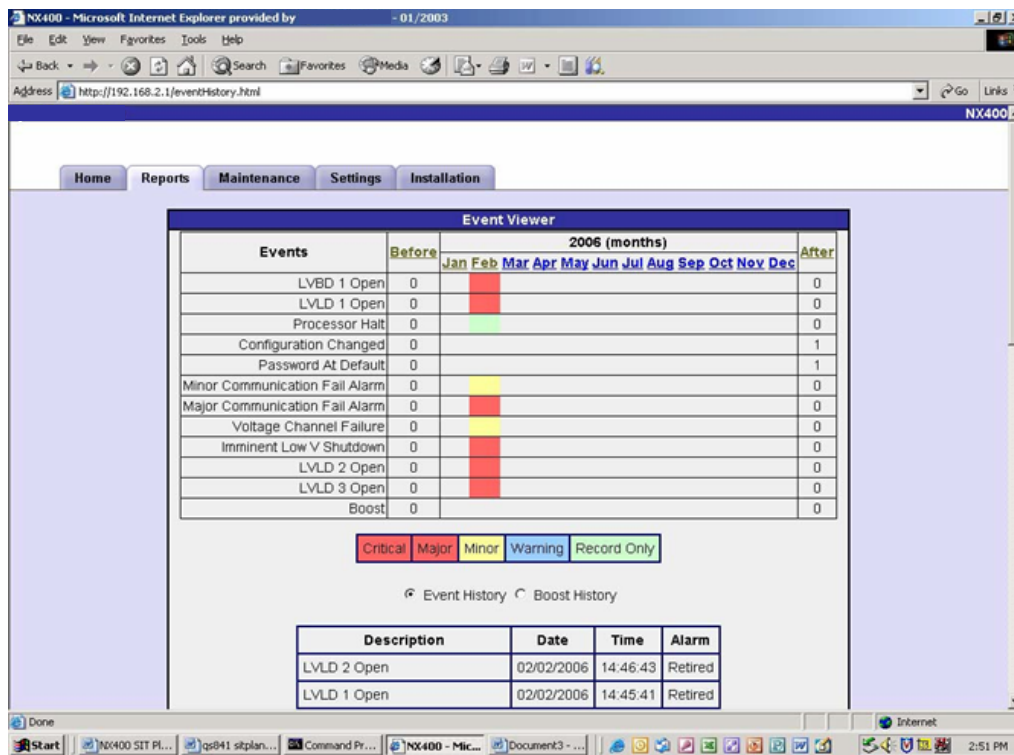 NX400 - Microsoft Internet Explorer provided by - 01/2003
File Edit View Favorites Tools Help
Back Search Favorites Media
Address http://192.168.2.1/eventHistory.html Go Links
NX400
Home Reports Maintenance Settings Installation
Event Viewer
Events Before 2006 (months) After
Jan Feb Mar Apr May Jun Jul Aug Sep Oct Nov Dec
LVBD 1 Open 0 0
LVLD 1 Open 0 0
Processor Halt 0 0
Configuration Changed 0 1
Password At Default 0 1
Minor Communication Fail Alarm 0 0
Major Communication Fail Alarm 0 0
Voltage Channel Failure 0 0
Imminent Low V Shutdown 0 0
LVLD 2 Open 0 0
LVLD 3 Open 0 0
Boost 0 0
Critical Major Minor Warning Record Only
Event History Boost History
Description Date Time Alarm
LVLD 2 Open 02/02/2006 14:46:43 Retired
LVLD 1 Open 02/02/2006 14:45:41 Retired
Done Internet
Start NX400 SIT Pl... qs841 sitplan... Command Pr... NX400 - Mic... Document3 - ... 2:51 PM